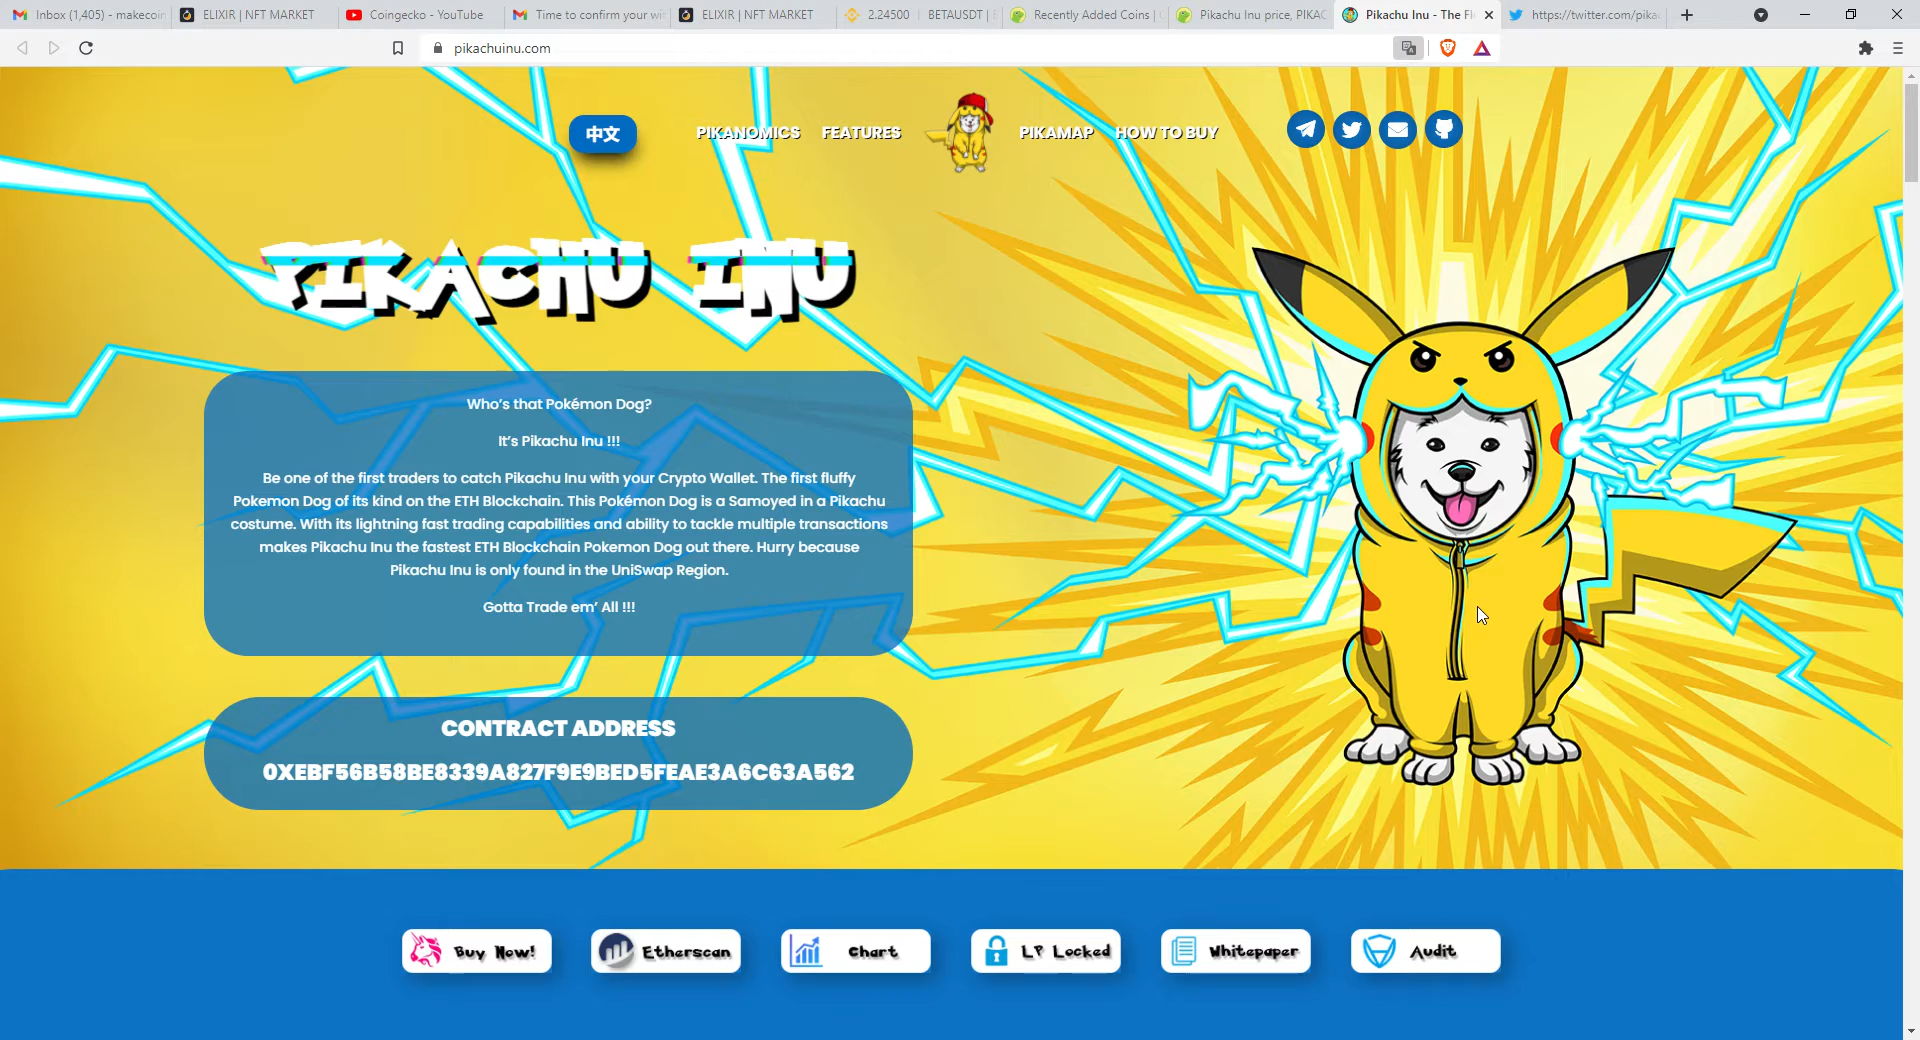 Inbox (1,405) - makecoin
ELIXIR | NFT MARKET
Coingecko - YouTube
Time to confirm your wi
ELIXIR | NFT MARKET
2.24500 | BETAUSDT |
Recently Added Coins |
Pikachu Inu price, PIKAC
Pikachu Inu - The Fl
https://twitter.com/pika
pikachuinu.com
中文
PIKANOMICS
FEATURES
PIKAMAP
HOW TO BUY
PIKACHU INU
Who's that Pokémon Dog?
It's Pikachu Inu !!!
Be one of the first traders to catch Pikachu Inu with your Crypto Wallet. The first fluffy
Pokemon Dog of its kind on the ETH Blockchain. This Pokémon Dog is a Samoyed in a Pikachu
costume. With its lightning fast trading capabilities and ability to tackle multiple transactions
makes Pikachu Inu the fastest ETH Blockchain Pokemon Dog out there. Hurry because
Pikachu Inu is only found in the UniSwap Region.
Gotta Trade em' All !!!
CONTRACT ADDRESS
0XEBF56B58BE8339A827F9E9BED5FEAE3A6C63A562
Buy Now!
Etherscan
Chart
LP Locked
Whitepaper
Audit